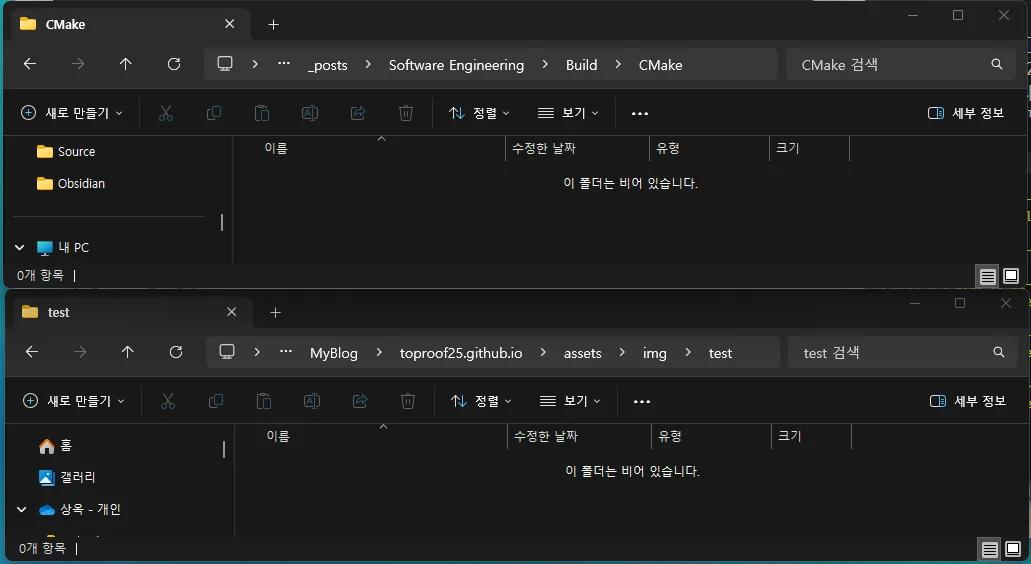 CMake
_posts > Software Engineering > Build > CMake
CMake 검색
새로 만들기
정렬
보기
세부 정보
Source
Obsidian
내 PC
이름 수정한 날짜 유형 크기
이 폴더는 비어 있습니다.
0개 항목
test
MyBlog > toproof25.github.io > assets > img > test
test 검색
새로 만들기
정렬
보기
세부 정보
홈
갤러리
상옥 - 개인
이름 수정한 날짜 유형 크기
이 폴더는 비어 있습니다.
0개 항목